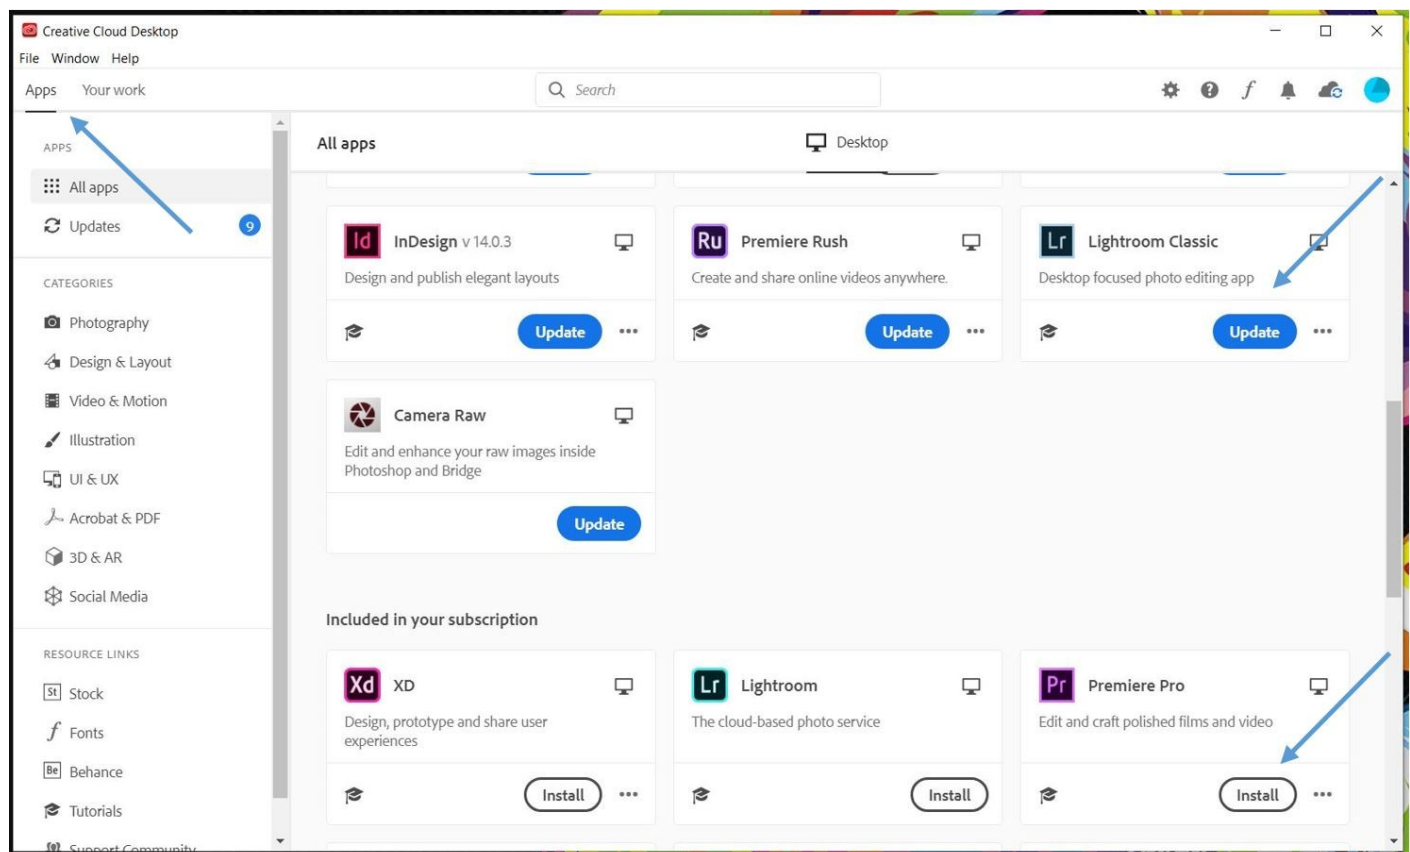 Creative Cloud Desktop
File Window Help
Apps Your work
Search
APPS
All apps
Updates 9
CATEGORIES
Photography
Design & Layout
Video & Motion
Illustration
UI & UX
Acrobat & PDF
3D & AR
Social Media
RESOURCE LINKS
St Stock
Fonts
Be Behance
Tutorials
Support Community
All apps
Desktop
Id InDesign v 14.0.3
Design and publish elegant layouts
Update
Ru Premiere Rush
Create and share online videos anywhere.
Update
Lr Lightroom Classic
Desktop focused photo editing app
Update
Camera Raw
Edit and enhance your raw images inside
Photoshop and Bridge
Update
Included in your subscription
Xd XD
Design, prototype and share user
experiences
Install
Lr Lightroom
The cloud-based photo service
Install
Pr Premiere Pro
Edit and craft polished films and video
Install